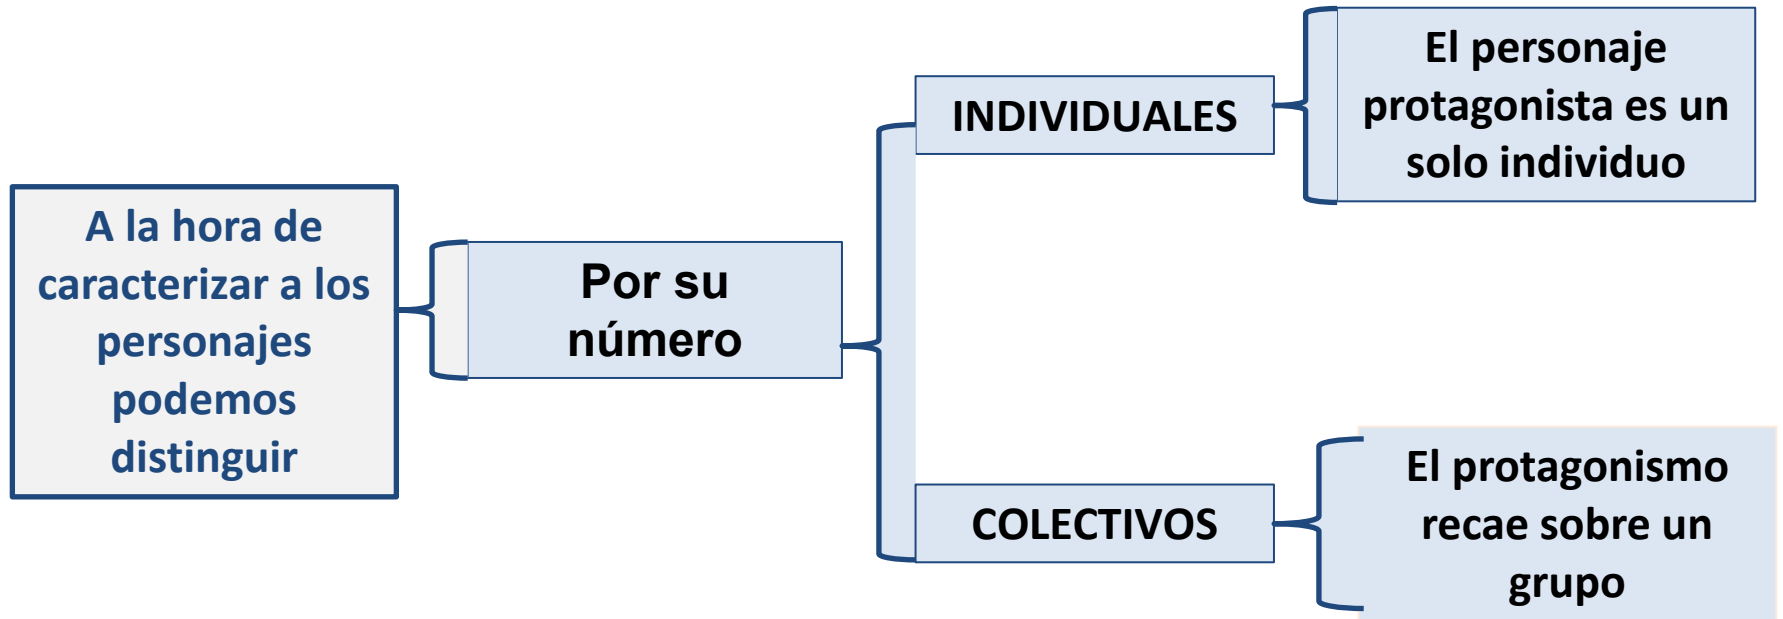 A la hora de
caracterizar a los
personajes
podemos
distinguir
Por su
número
INDIVIDUALES
El personaje
protagonista es un
solo individuo
COLECTIVOS
El protagonismo
recae sobre un
grupo